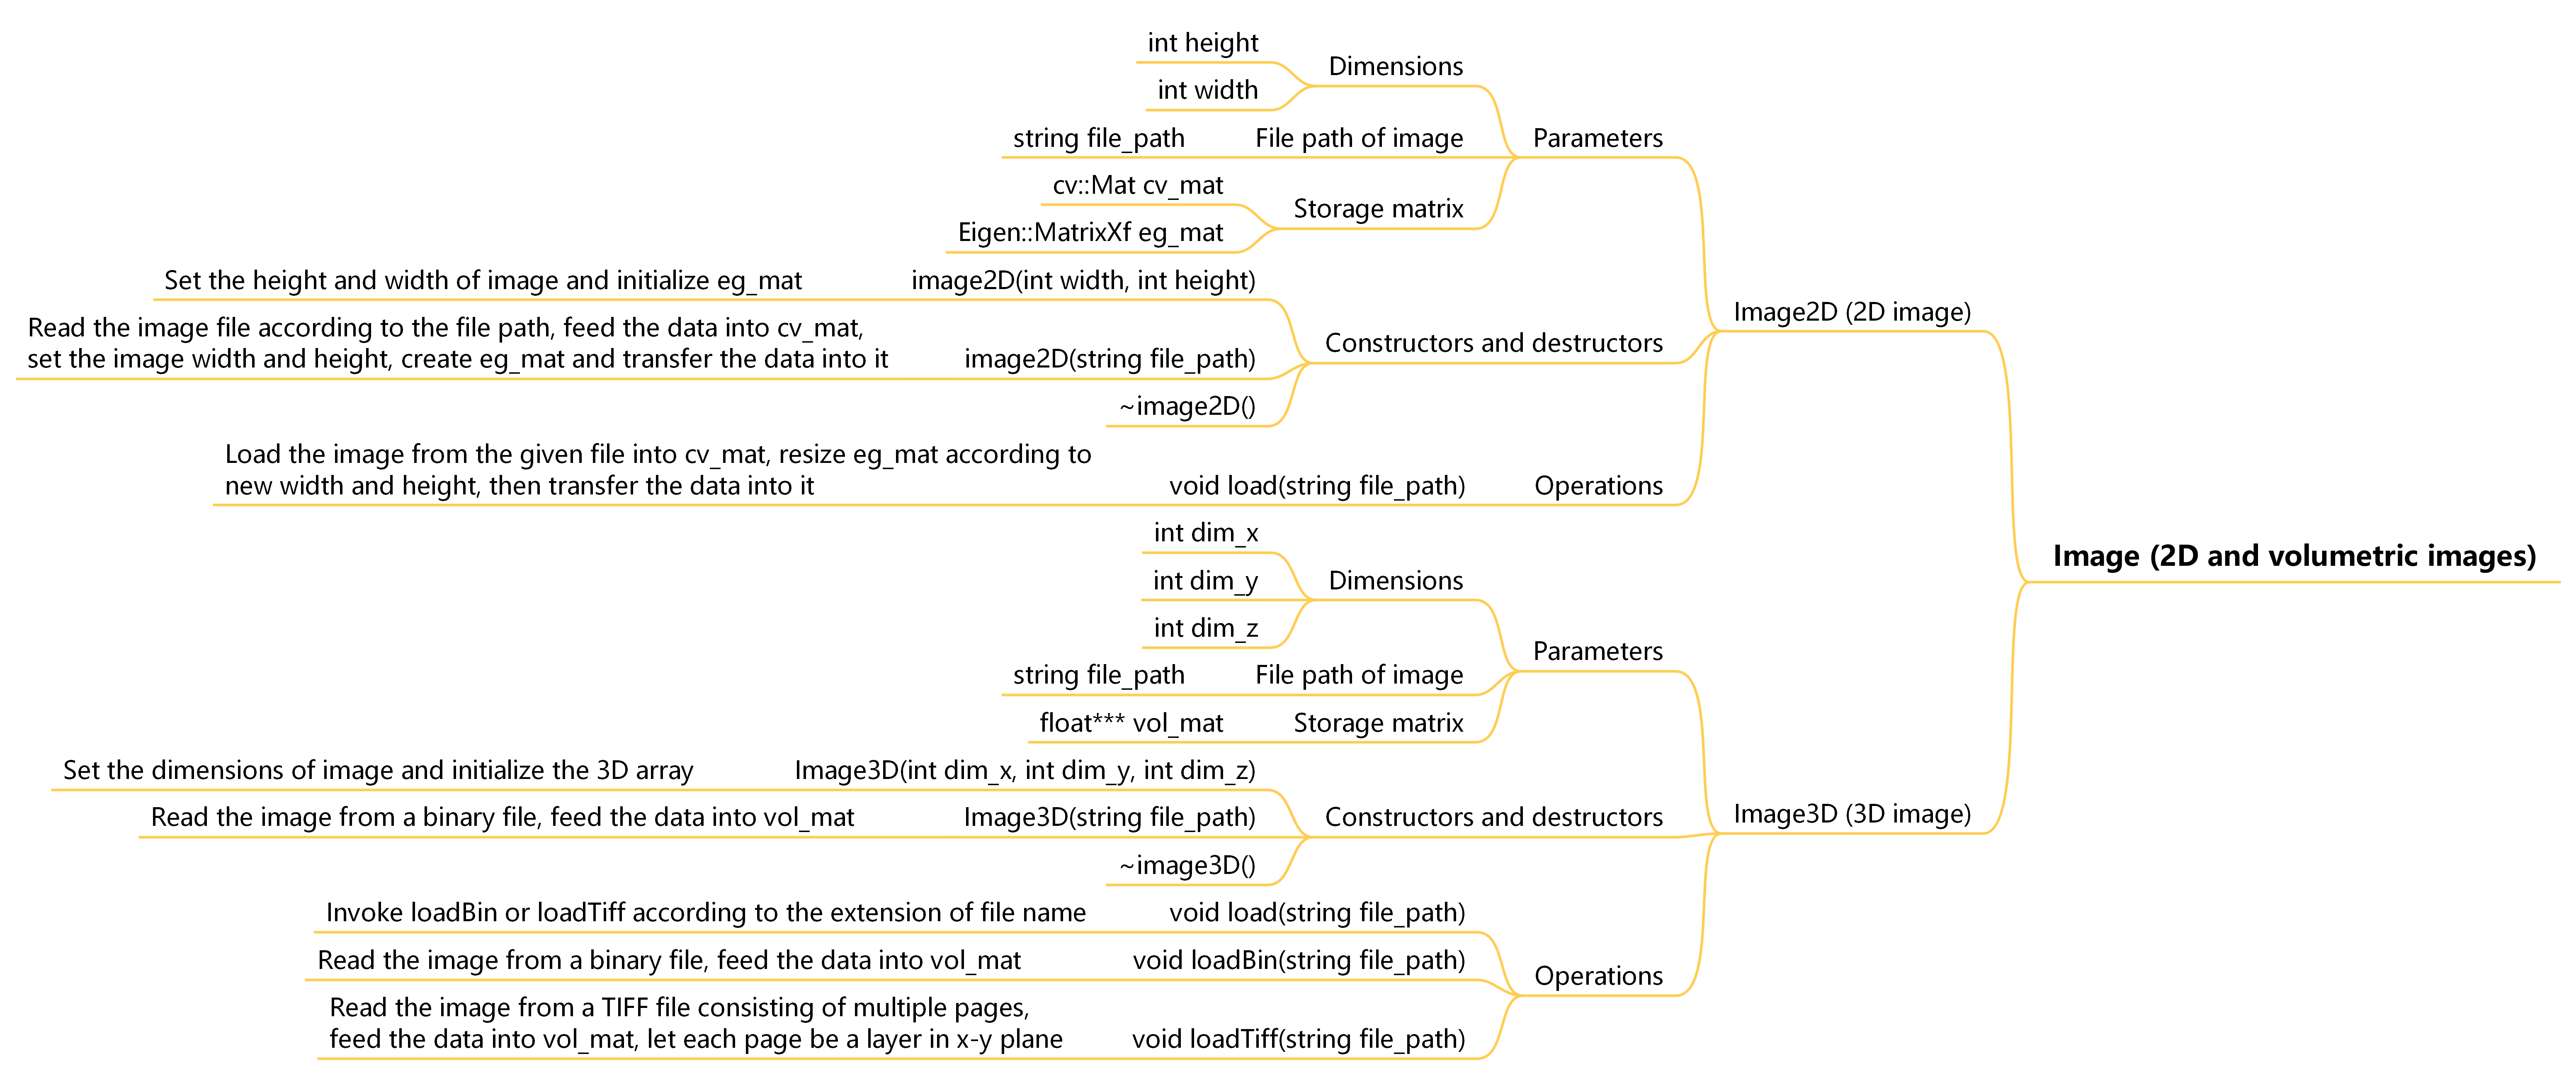 int height
Dimensions
int width
string file_path
File path of image
Parameters
cv::Mat cv_mat
Storage matrix
Eigen::MatrixXf eg_mat
Set the height and width of image and initialize eg_mat
image2D(int width, int height)
Image2D (2D image)
Read the image file according to the file path, feed the data into cv_mat,
set the image width and height, create eg_mat and transfer the data into it
image2D(string file_path)
Constructors and destructors
~image2D()
Load the image from the given file into cv_mat, resize eg_mat according to
new width and height, then transfer the data into it
void load(string file_path)
Operations
Image (2D and volumetric images)
int dim_x
int dim_y
Dimensions
int dim_z
Parameters
string file_path
File path of image
float*** vol_mat
Storage matrix
Set the dimensions of image and initialize the 3D array
Image3D(int dim_x, int dim_y, int dim_z)
Read the image from a binary file, feed the data into vol_mat
Image3D(string file_path)
Constructors and destructors
Image3D (3D image)
~image3D()
Invoke loadBin or loadTiff according to the extension of file name
void load(string file_path)
Read the image from a binary file, feed the data into vol_mat
void loadBin(string file_path)
Operations
Read the image from a TIFF file consisting of multiple pages,
feed the data into vol_mat, let each page be a layer in x-y plane
void loadTiff(string file_path)